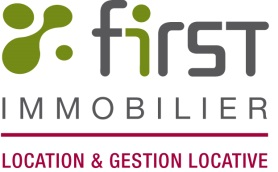 first
IMMOBILIER
LOCATION & GESTION LOCATIVE